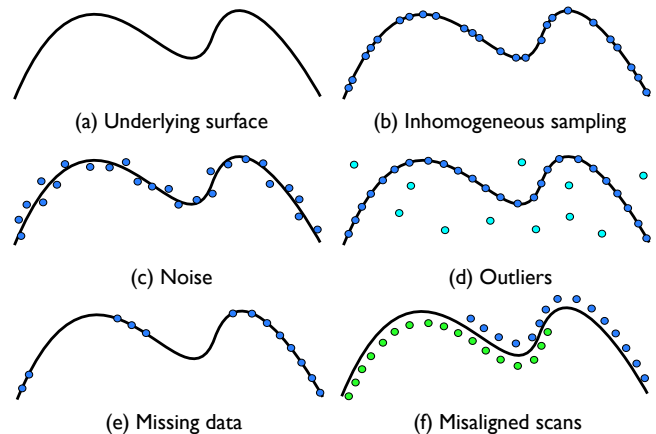 (a) Underlying surface
(b) Inhomogeneous sampling
(c) Noise
(d) Outliers
(e) Missing data
(f) Misaligned scans